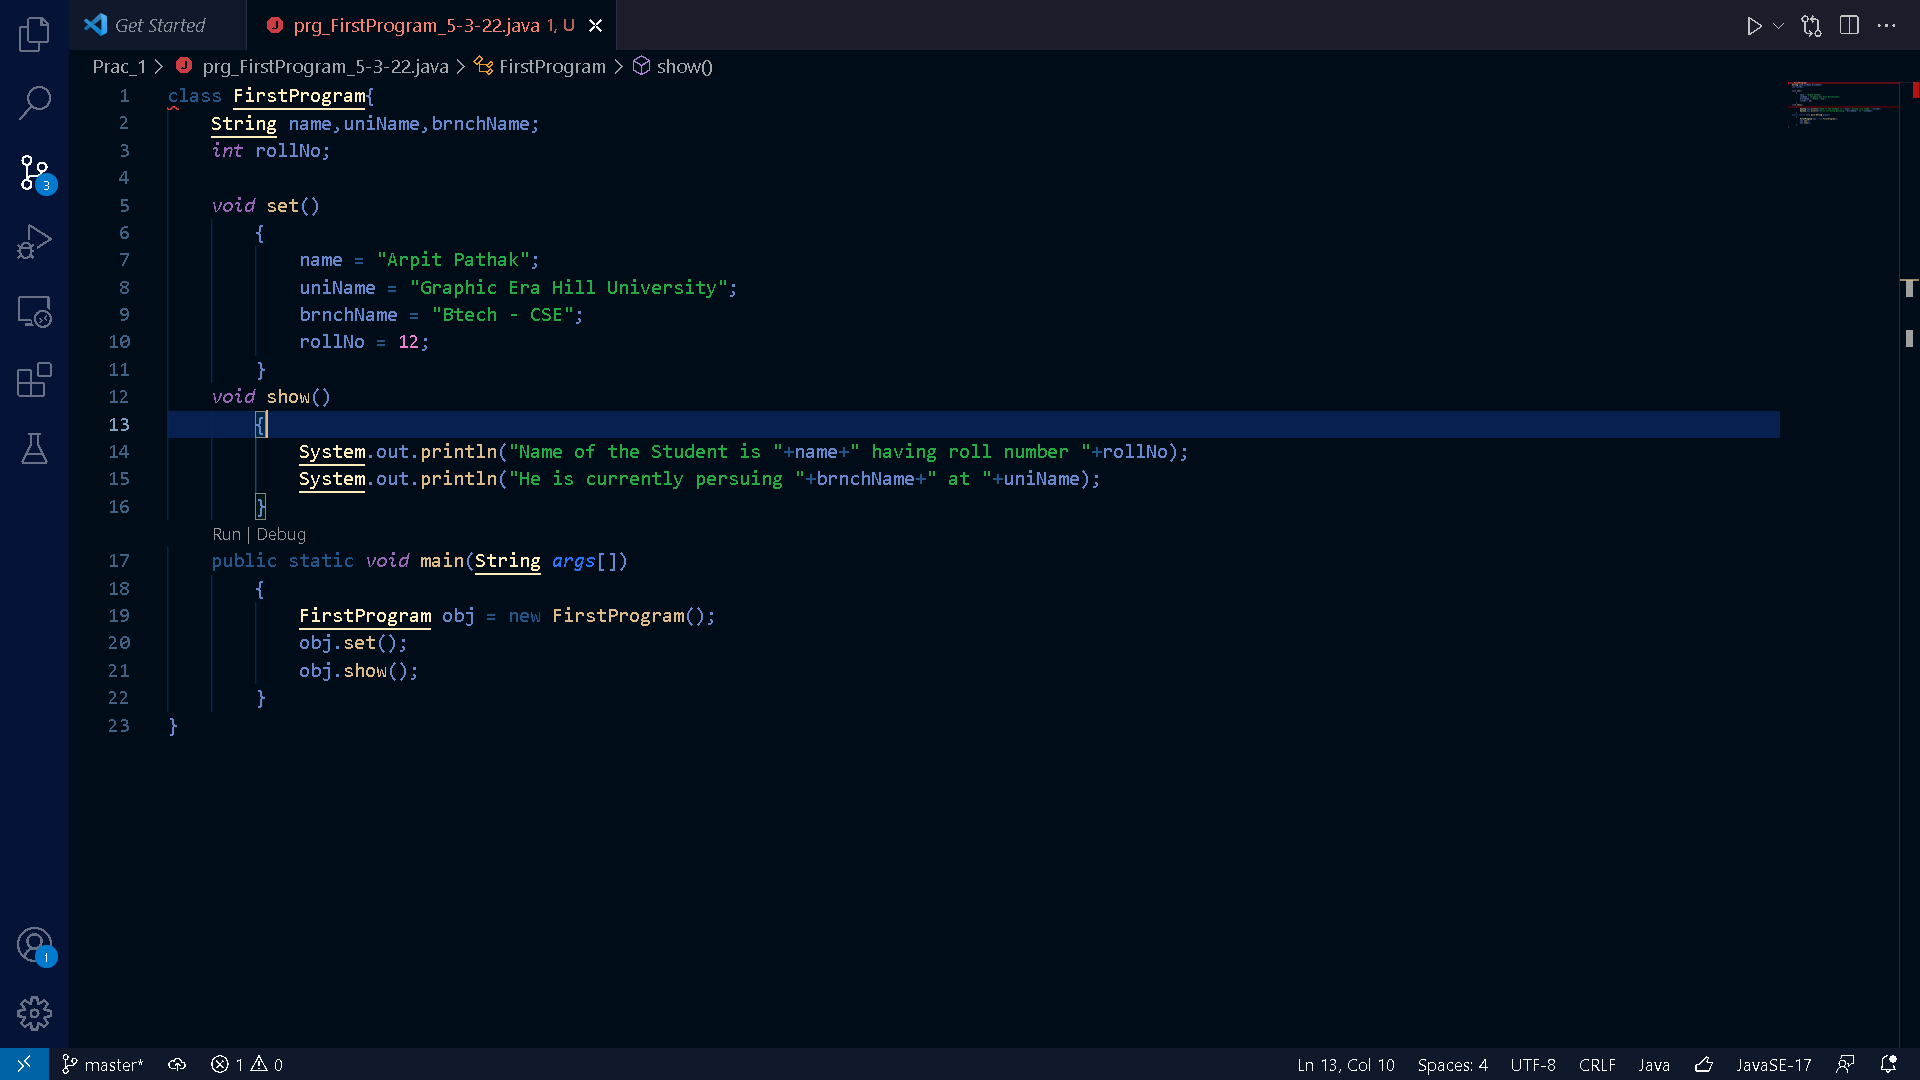 Get Started
prg_FirstProgram_5-3-22.java 1, U
Prac_1 > prg_FirstProgram_5-3-22.java > FirstProgram > show()
1 class FirstProgram{
2 String name,uniName,brnchName;
3 int rollNo;
4
5 void set()
6 {
7 name = "Arpit Pathak";
8 uniName = "Graphic Era Hill University";
9 brnchName = "Btech - CSE";
10 rollNo = 12;
11 }
12 void show()
13 {
14 System.out.println("Name of the Student is "+name+" having roll number "+rollNo);
15 System.out.println("He is currently persuing "+brnchName+" at "+uniName);
16 }
Run | Debug
17 public static void main(String args[])
18 {
19 FirstProgram obj = new FirstProgram();
20 obj.set();
21 obj.show();
22 }
23 }
3
1
master* 1 0 Ln 13, Col 10 Spaces: 4 UTF-8 CRLF Java JavaSE-17